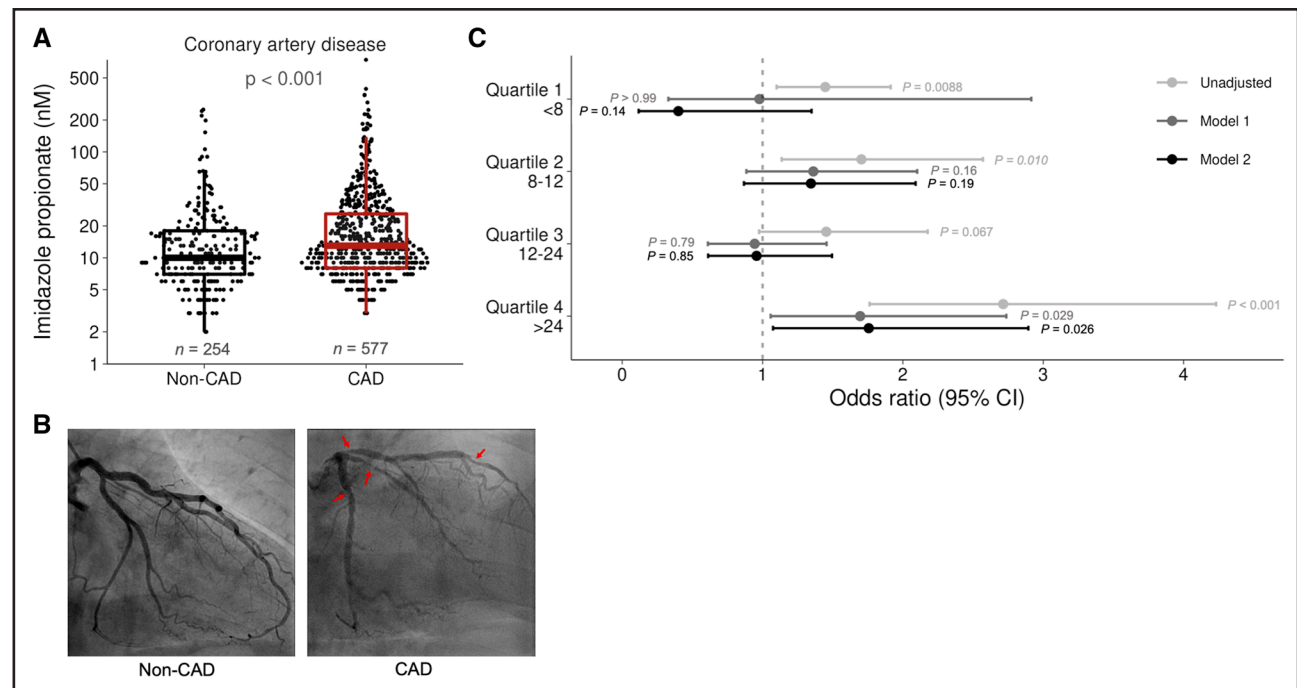 A
Coronary artery disease
p < 0.001
Imidazole propionate (nM)
500
200
100
50
20
10
5
2
1
n = 254
n = 577
Non-CAD
CAD
B
Non-CAD
CAD
C
Quartile 1
<8
P = 0.0088
P > 0.99
P = 0.14
Quartile 2
8-12
P = 0.010
P = 0.16
P = 0.19
Quartile 3
12-24
P = 0.067
P = 0.79
P = 0.85
Quartile 4
>24
P < 0.001
P = 0.029
P = 0.026
0
1
2
3
4
Odds ratio (95% CI)
Unadjusted
Model 1
Model 2